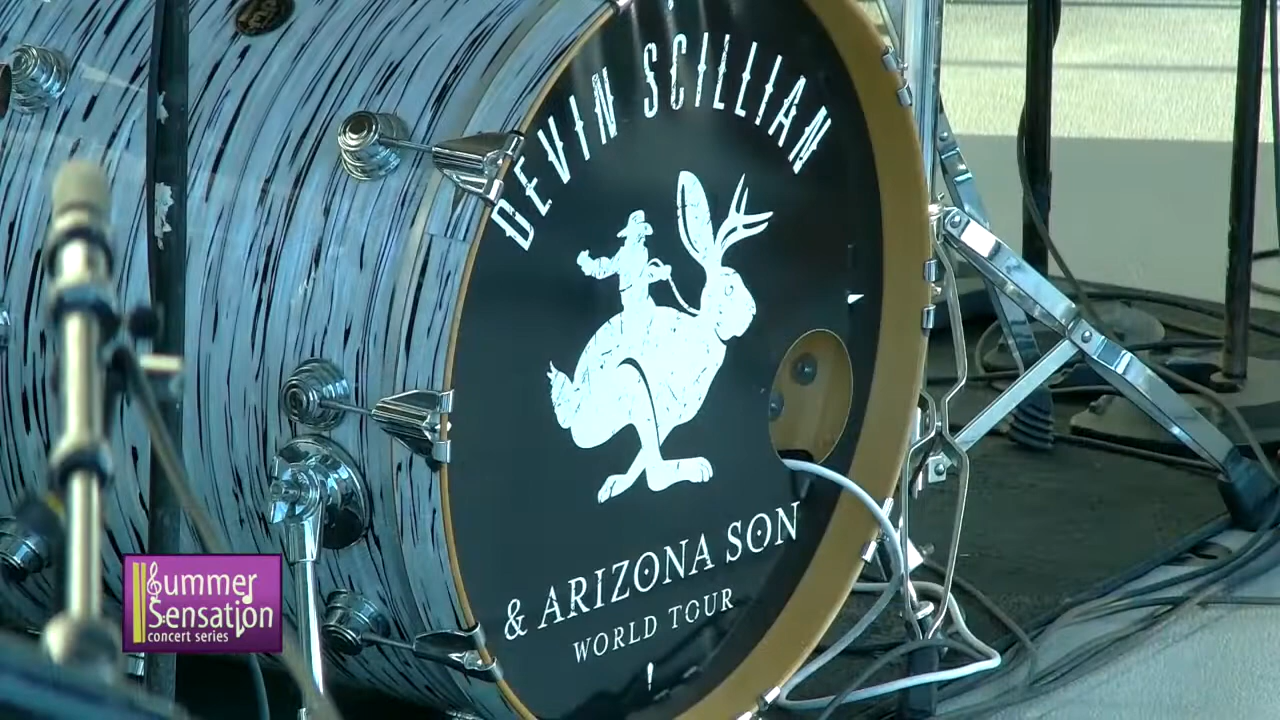 DEVIN SCILLIAN
& ARIZONA SON
WORLD TOUR
Summer
Sensation
concert series